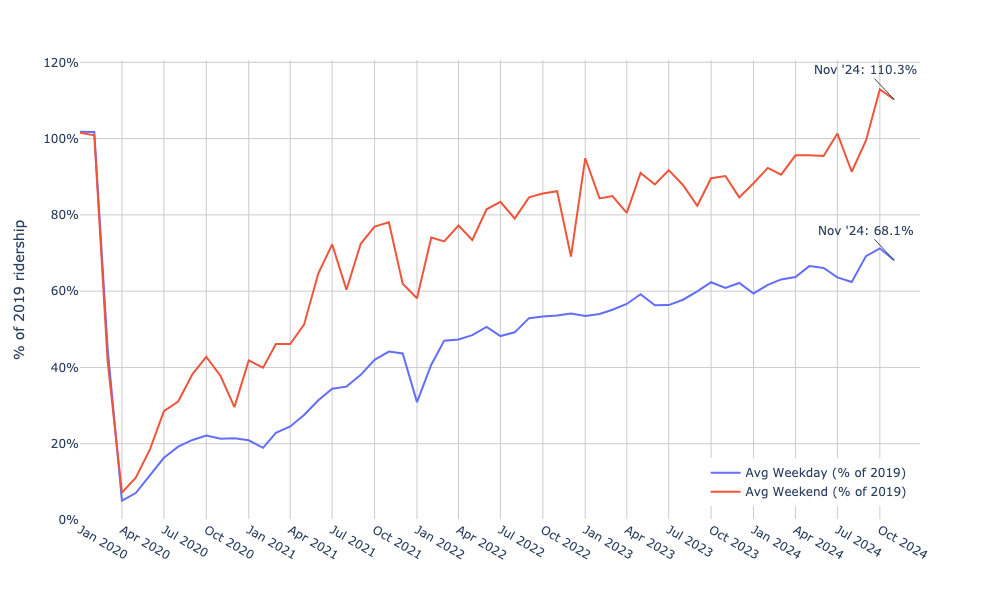 Nov '24: 110.3%
Nov '24: 68.1%
120%
100%
80%
60%
40%
20%
0%
% of 2019 ridership
Avg Weekday (% of 2019)
Avg Weekend (% of 2019)
Jan 2020
Apr 2020
Jul 2020
Oct 2020
Jan 2021
Apr 2021
Jul 2021
Oct 2021
Jan 2022
Apr 2022
Jul 2022
Oct 2022
Jan 2023
Apr 2023
Jul 2023
Oct 2023
Jan 2024
Apr 2024
Jul 2024
Oct 2024